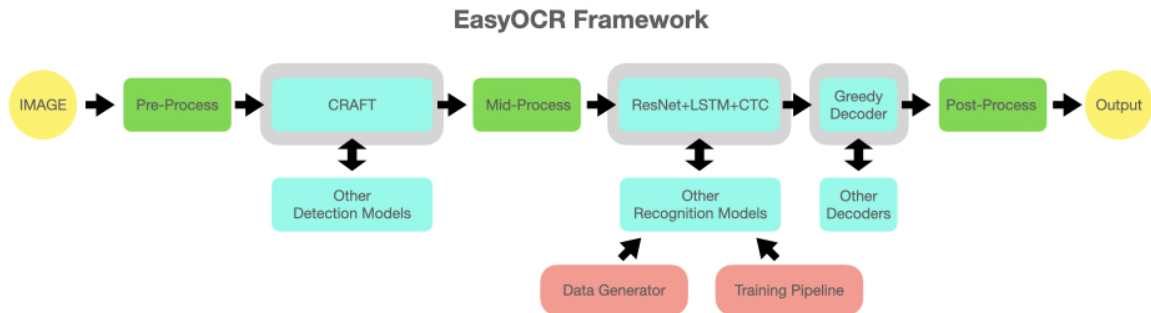 EasyOCR Framework
IMAGE
Pre-Process
CRAFT
Mid-Process
ResNet+LSTM+CTC
Greedy
Decoder
Post-Process
Output
Other
Detection Models
Other
Recognition Models
Other
Decoders
Data Generator
Training Pipeline